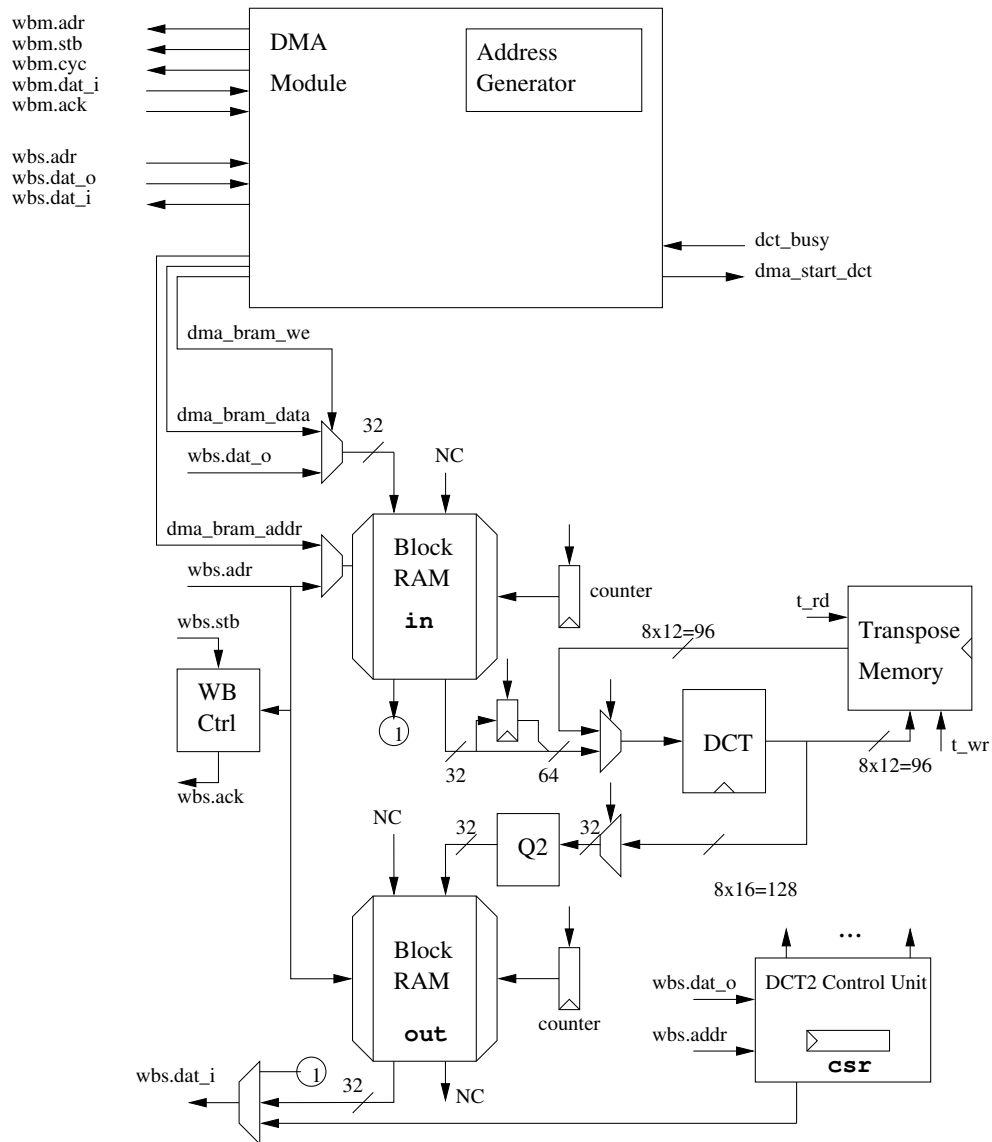 wbm.adr
wbm.stb
wbm.cyc
wbm.dat_i
wbm.ack
wbs.adr
wbs.dat_o
wbs.dat_i
DMA
Module
Address
Generator
dct_busy
dma_start_dct
dma_bram_we
dma_bram_data
32
wbs.dat_o
NC
dma_bram_addr
wbs.adr
Block
RAM
in
counter
wbs.stb
WB
Ctrl
wbs.ack
1
32
64
8x12=96
t_rd
Transpose
Memory
DCT
8x12=96
t_wr
NC
32
Q2
32
8x16=128
Block
RAM
out
counter
...
wbs.dat_o
DCT2 Control Unit
wbs.addr
csr
wbs.dat_i
1
32
NC